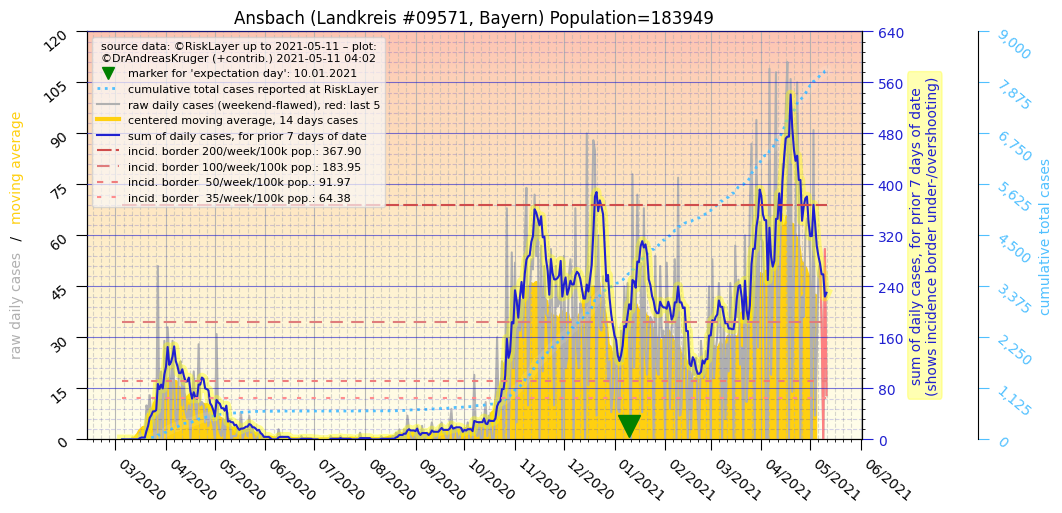 Ansbach (Landkreis #09571, Bayern) Population=183949
source data: ©RiskLayer up to 2021-05-11 – plot:
©DrAndreasKruger (+contrib.) 2021-05-11 04:02
marker for 'expectation day': 10.01.2021
cumulative total cases reported at RiskLayer
raw daily cases (weekend-flawed), red: last 5
centered moving average, 14 days cases
sum of daily cases, for prior 7 days of date
incid. border 200/week/100k pop.: 367.90
incid. border 100/week/100k pop.: 183.95
incid. border 50/week/100k pop.: 91.97
incid. border 35/week/100k pop.: 64.38
raw daily cases / moving average
120
105
90
75
60
45
30
15
0
03/2020
04/2020
05/2020
06/2020
07/2020
08/2020
09/2020
10/2020
11/2020
12/2020
01/2021
02/2021
03/2021
04/2021
05/2021
06/2021
640
560
480
400
320
240
160
80
0
sum of daily cases, for prior 7 days of date
(shows incidence border under-/overshooting)
9,000
7,875
6,750
5,625
4,500
3,375
2,250
1,125
0
cumulative total cases